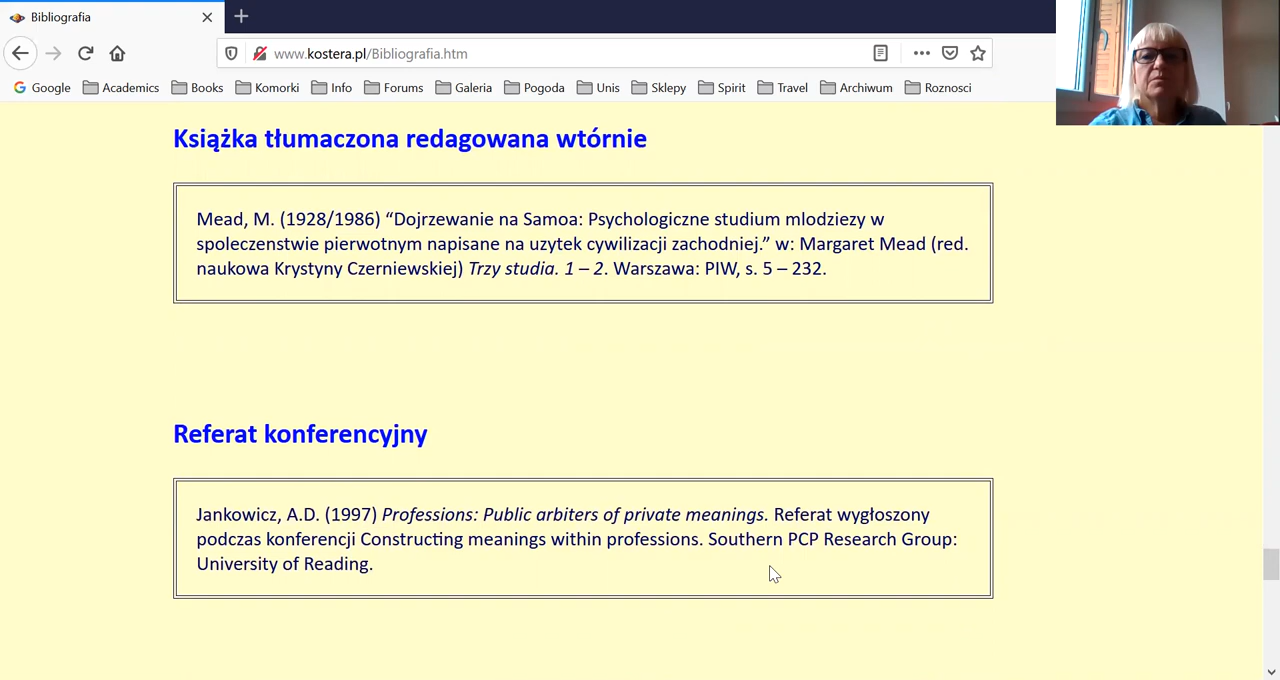 Bibliografia
www.kostera.pl/Bibliografia.htm
Google Academics Books Komorki Info Forums Galeria Pogoda Unis Sklepy Spirit Travel Archiwum Roznosci
Książka tłumaczona redagowana wtórnie
Mead, M. (1928/1986) “Dojrzewanie na Samoa: Psychologiczne studium mlodziezy w
spoleczenstwie pierwotnym napisane na uzytek cywilizacji zachodniej.” w: Margaret Mead (red.
naukowa Krystyny Czerniewskiej) Trzy studia. 1 – 2. Warszawa: PIW, s. 5 – 232.
Referat konferencyjny
Jankowicz, A.D. (1997) Professions: Public arbiters of private meanings. Referat wygłoszony
podczas konferencji Constructing meanings within professions. Southern PCP Research Group:
University of Reading.